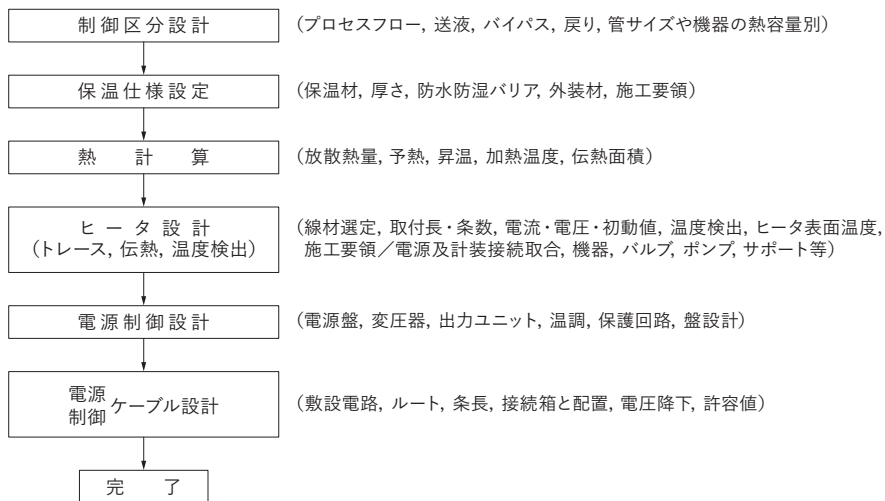 制御区分設計 (プロセスフロー, 送液, バイパス, 戻り, 管サイズや機器の熱容量別)
保温仕様設定 (保温材, 厚さ, 防水防湿バリア, 外装材, 施工要領)
熱計算 (放散熱量, 予熱, 昇温, 加熱温度, 伝熱面積)
ヒータ設計
(トレース, 伝熱, 温度検出)
(線材選定, 取付長・条数, 電流・電圧・初動値, 温度検出, ヒータ表面温度,
施工要領／電源及計装接続取合, 機器, バルブ, ポンプ, サポート等)
電源制御設計 (電源盤, 変圧器, 出力ユニット, 温調, 保護回路, 盤設計)
電源
制御
ケーブル設計 (敷設電路, ルート, 条長, 接続箱と配置, 電圧降下, 許容値)
完了